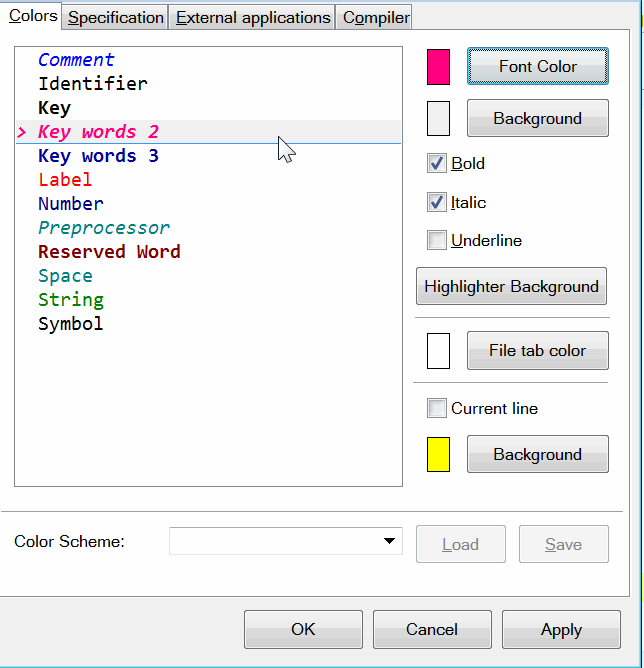 Colors Specification External applications Compiler
Comment
Identifier
Key
> Key words 2
Key words 3
Label
Number
Preprocessor
Reserved Word
Space
String
Symbol
Font Color
Background
Bold
Italic
Underline
Highlighter Background
File tab color
Current line
Background
Color Scheme: Load Save
OK Cancel Apply